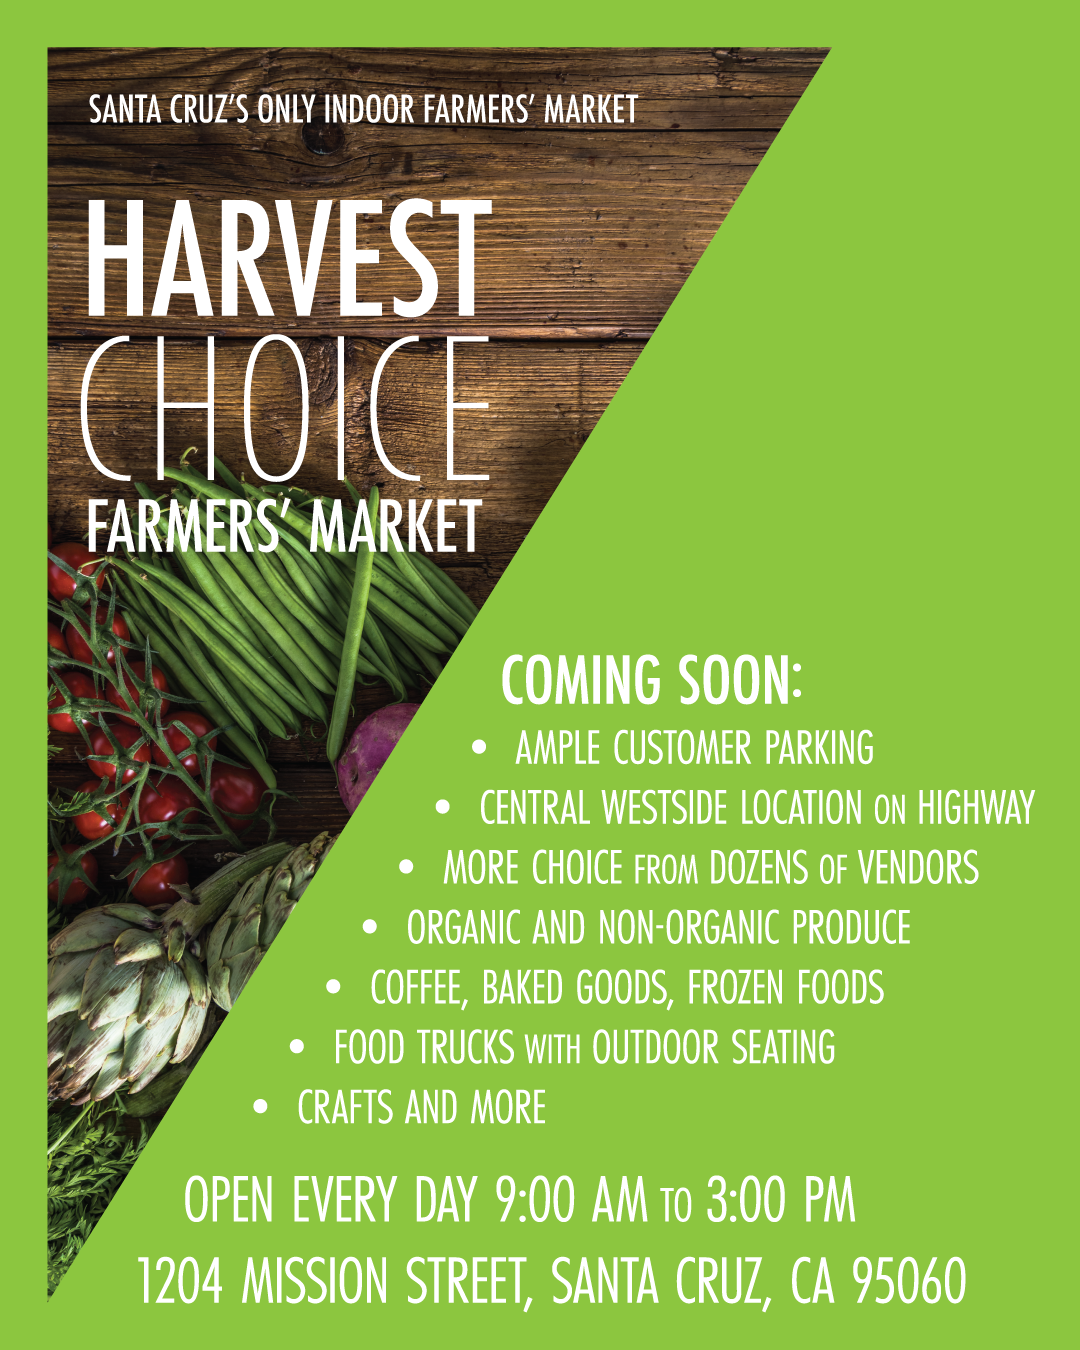 SANTA CRUZ'S ONLY INDOOR FARMERS' MARKET
HARVEST
CHOICE
FARMERS' MARKET
COMING SOON:
• AMPLE CUSTOMER PARKING
• CENTRAL WESTSIDE LOCATION ON HIGHWAY
• MORE CHOICE FROM DOZENS OF VENDORS
• ORGANIC AND NON-ORGANIC PRODUCE
• COFFEE, BAKED GOODS, FROZEN FOODS
• FOOD TRUCKS WITH OUTDOOR SEATING
• CRAFTS AND MORE
OPEN EVERY DAY 9:00 AM TO 3:00 PM
1204 MISSION STREET, SANTA CRUZ, CA 95060